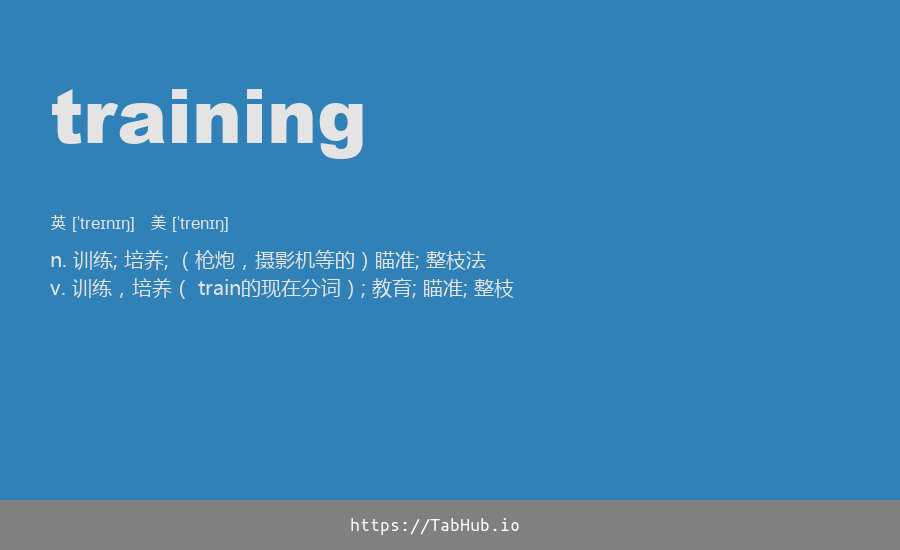 training
英 [ˈtreɪnɪŋ] 美 [ˈtrenɪŋ]
n. 训练; 培养; （枪炮，摄影机等的）瞄准; 整枝法
v. 训练，培养（ train的现在分词）; 教育; 瞄准; 整枝
https://TabHub.io